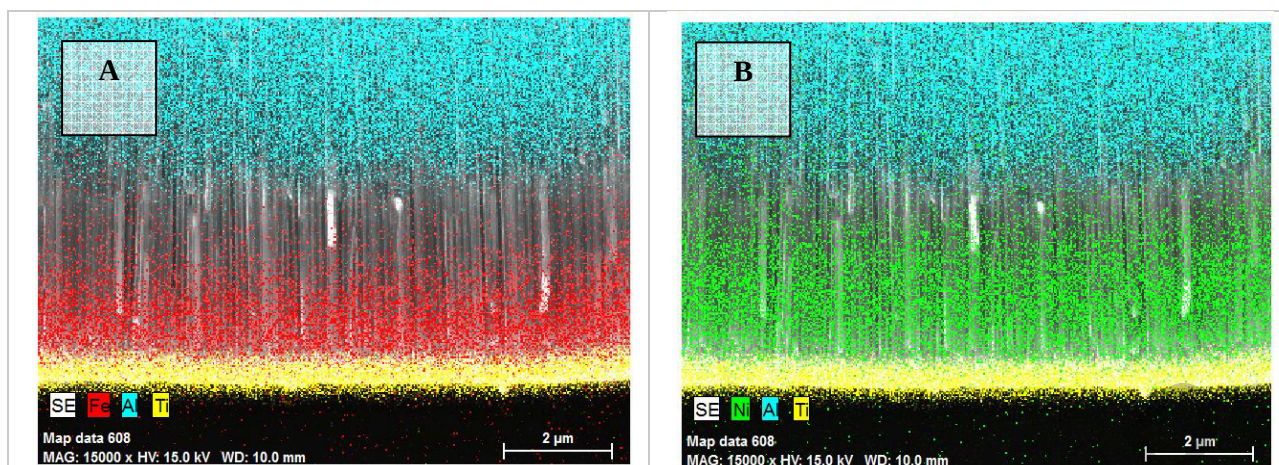 A
SE Fe Al Ti
Map data 608
MAG: 15000 x HV: 15.0 kV WD: 10.0 mm
2 µm
B
SE Ni Al Ti
Map data 608
MAG: 15000 x HV: 15.0 kV WD: 10.0 mm
2 µm